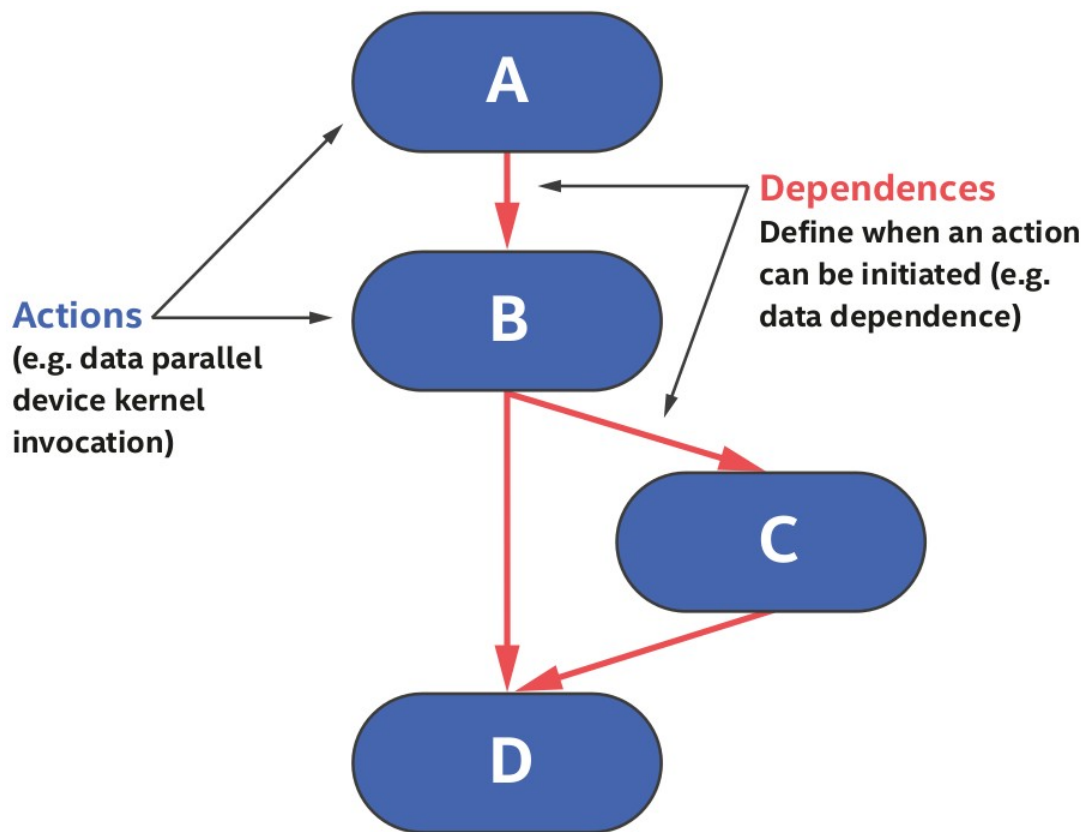 A
Dependences
Define when an action
can be initiated (e.g.
data dependence)
B
Actions
(e.g. data parallel
device kernel
invocation)
C
D